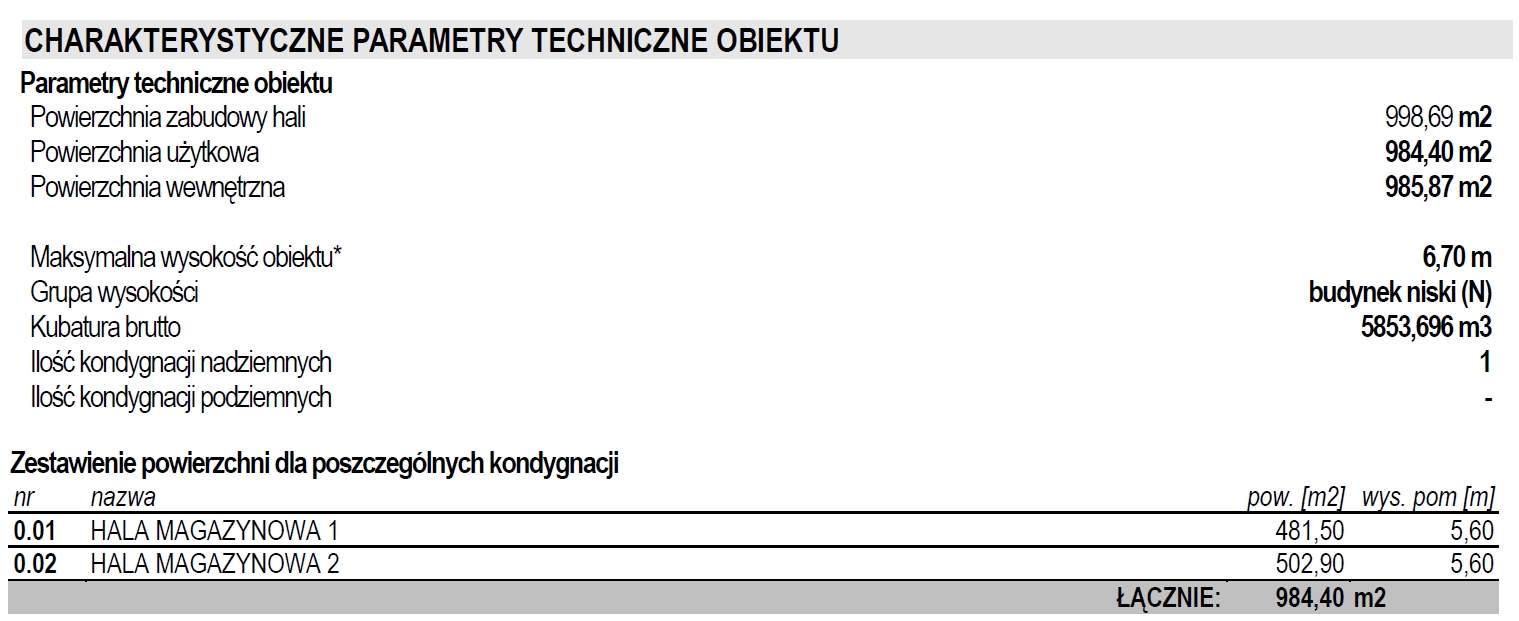 CHARAKTERYSTYCZNE PARAMETRY TECHNICZNE OBIEKTU
Parametry techniczne obiektu
Powierzchnia zabudowy hali 998,69 m2
Powierzchnia użytkowa 984,40 m2
Powierzchnia wewnętrzna 985,87 m2
Maksymalna wysokość obiektu* 6,70 m
Grupa wysokości budynek niski (N)
Kubatura brutto 5853,696 m3
Ilość kondygnacji nadziemnych 1
Ilość kondygnacji podziemnych -
Zestawienie powierzchni dla poszczególnych kondygnacji
nr nazwa pow. [m2] wys. pom [m]
0.01 HALA MAGAZYNOWA 1 481,50 5,60
0.02 HALA MAGAZYNOWA 2 502,90 5,60
ŁĄCZNIE: 984,40 m2